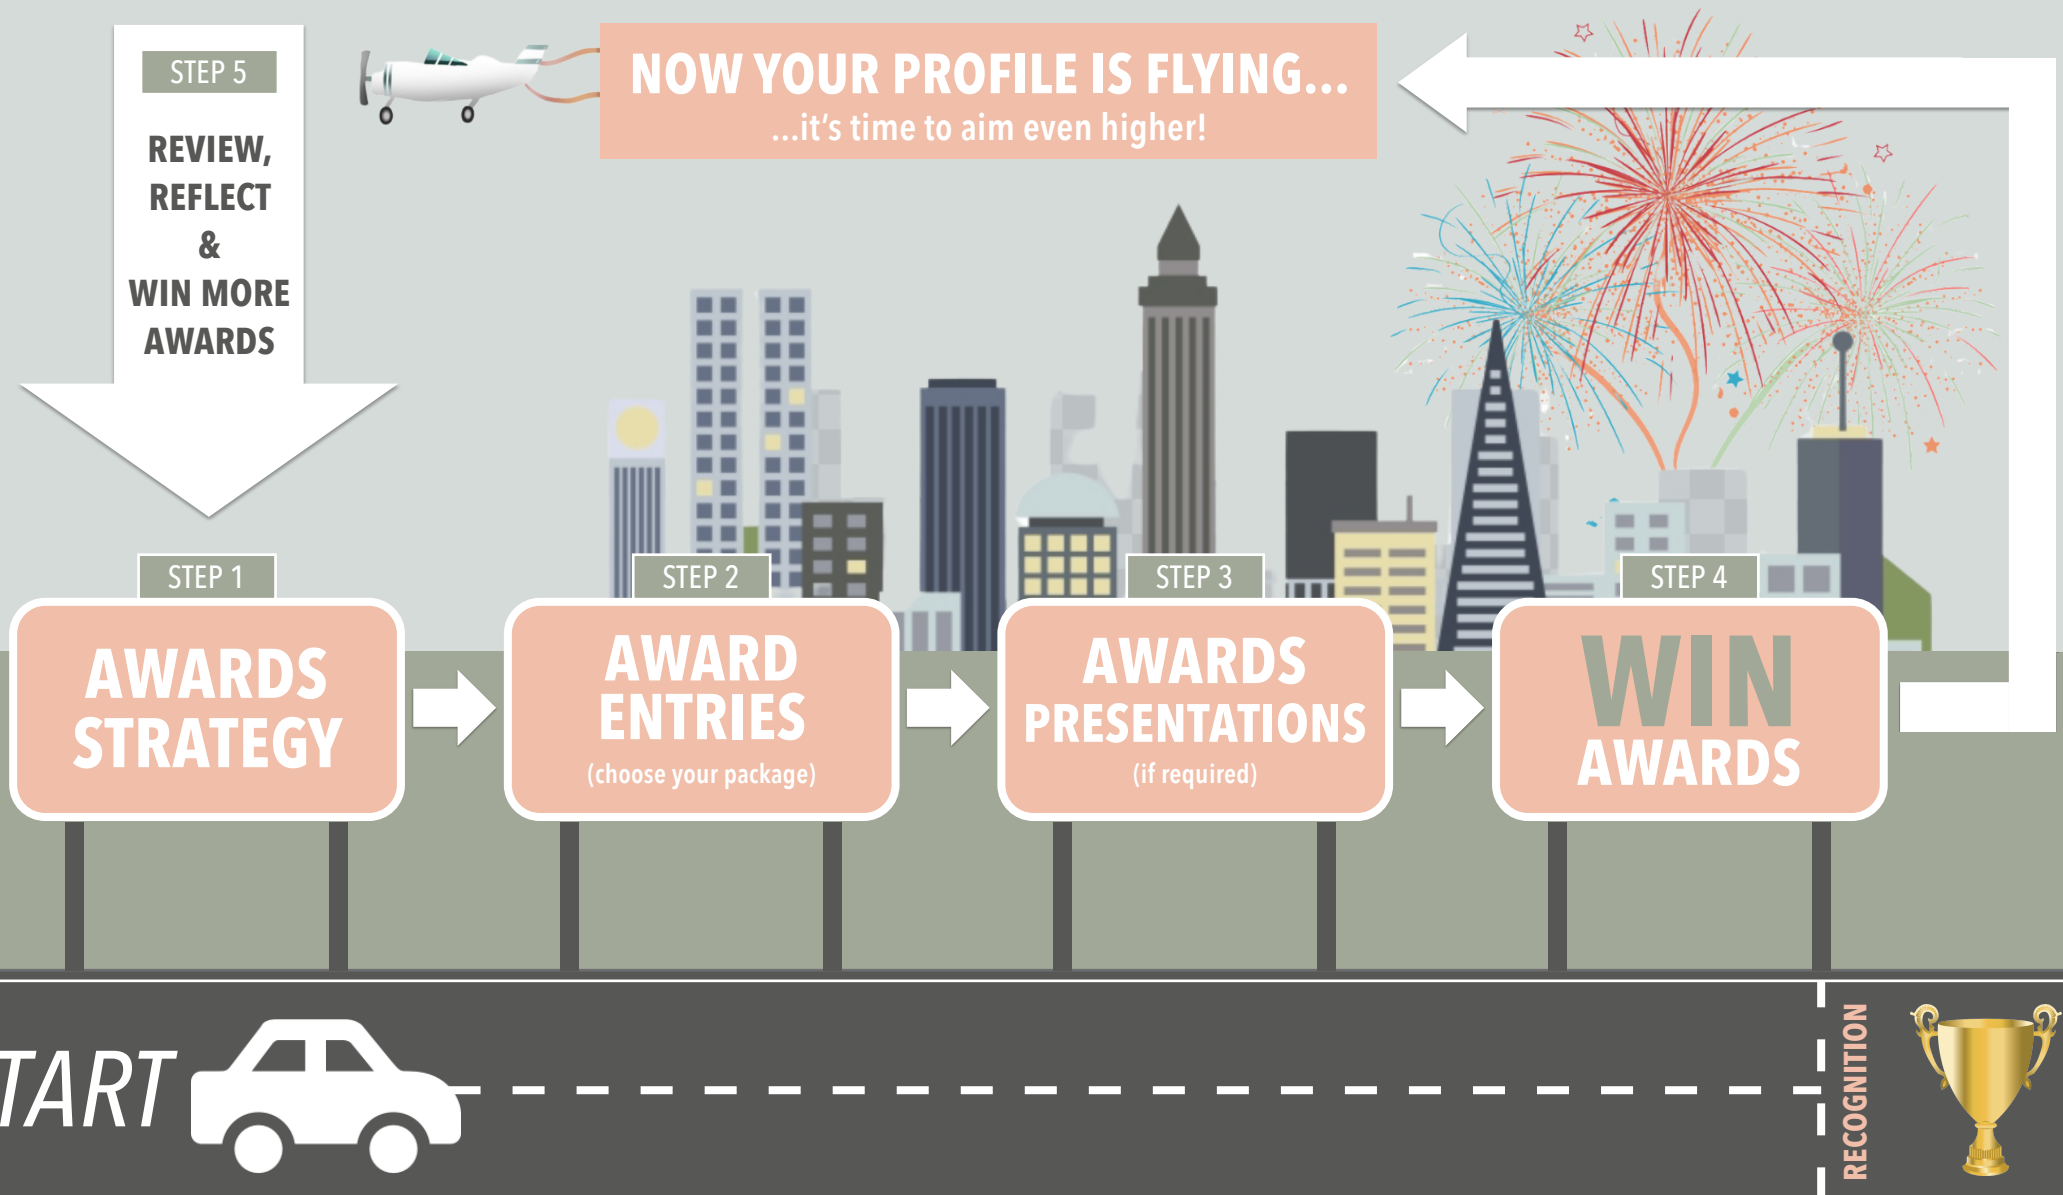 STEP 5
REVIEW,
REFLECT
&
WIN MORE
AWARDS
NOW YOUR PROFILE IS FLYING...
...it's time to aim even higher!
STEP 1
AWARDS
STRATEGY
STEP 2
AWARD
ENTRIES
(choose your package)
STEP 3
AWARDS
PRESENTATIONS
(if required)
STEP 4
WIN
AWARDS
TART
RECOGNITION